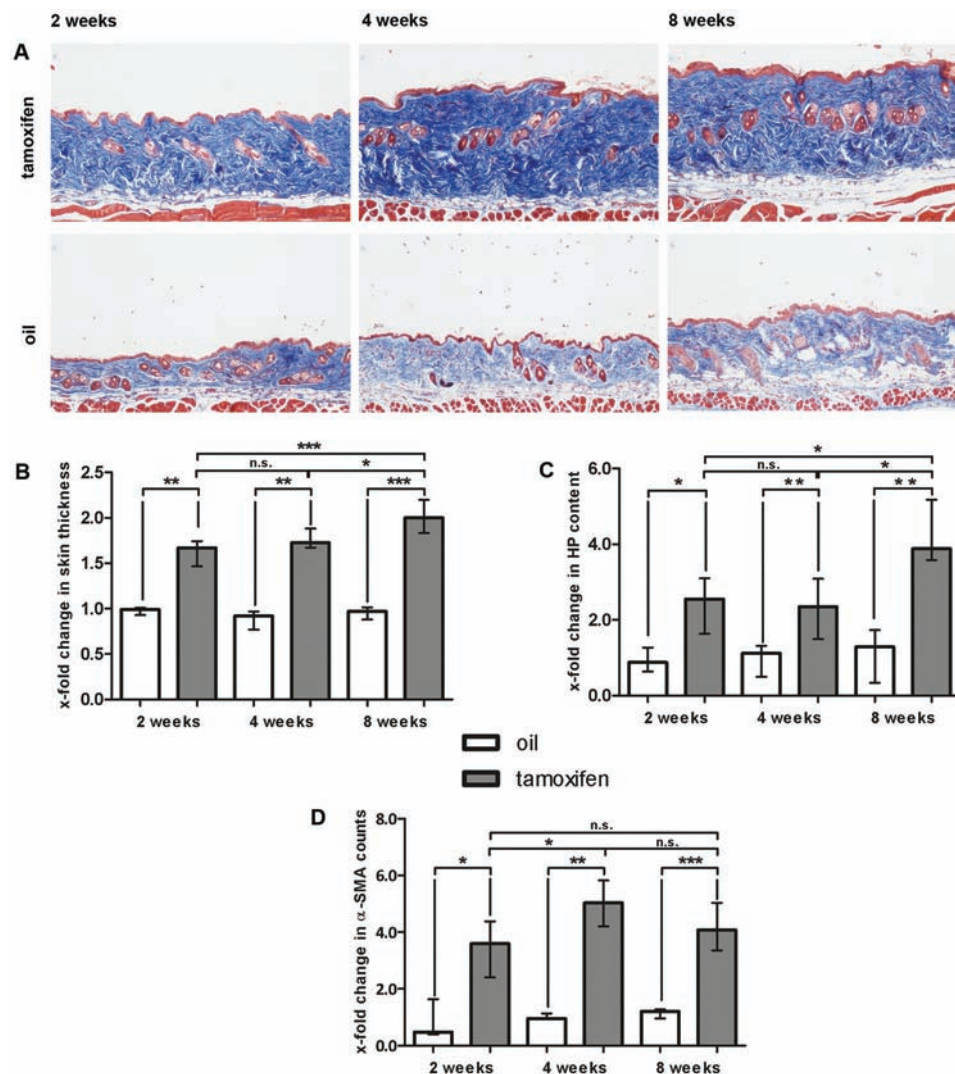 2 weeks 4 weeks 8 weeks
A
tamoxifen
oil
B
***
n.s. *
** ** ***
x-fold change in skin thickness
2.5
2.0
1.5
1.0
0.5
0.0
2 weeks 4 weeks 8 weeks
C
*
n.s. *
* ** **
x-fold change in HP content
6.0
4.0
2.0
0.0
2 weeks 4 weeks 8 weeks
oil
tamoxifen
D
n.s.
* n.s.
* ** ***
x-fold change in α-SMA counts
8.0
6.0
4.0
2.0
0.0
2 weeks 4 weeks 8 weeks